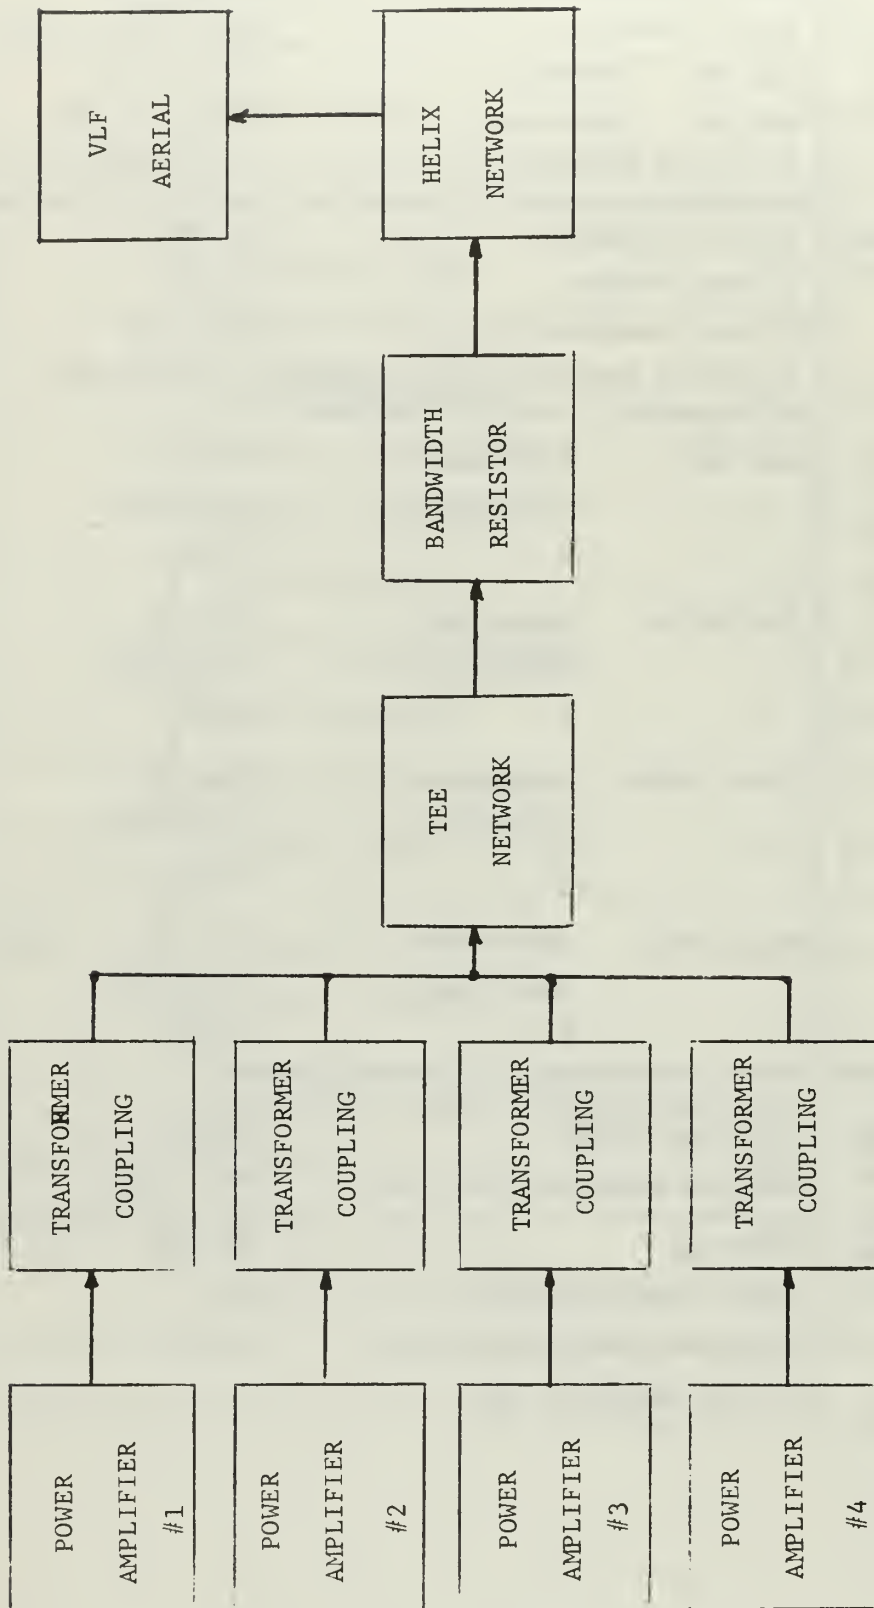 POWER
AMPLIFIER
#1
TRANSFORMER
COUPLING
POWER
AMPLIFIER
#2
TRANSFORMER
COUPLING
POWER
AMPLIFIER
#3
TRANSFORMER
COUPLING
POWER
AMPLIFIER
#4
TRANSFORMER
COUPLING
TEE
NETWORK
BANDWIDTH
RESISTOR
HELIX
NETWORK
VLF
AERIAL